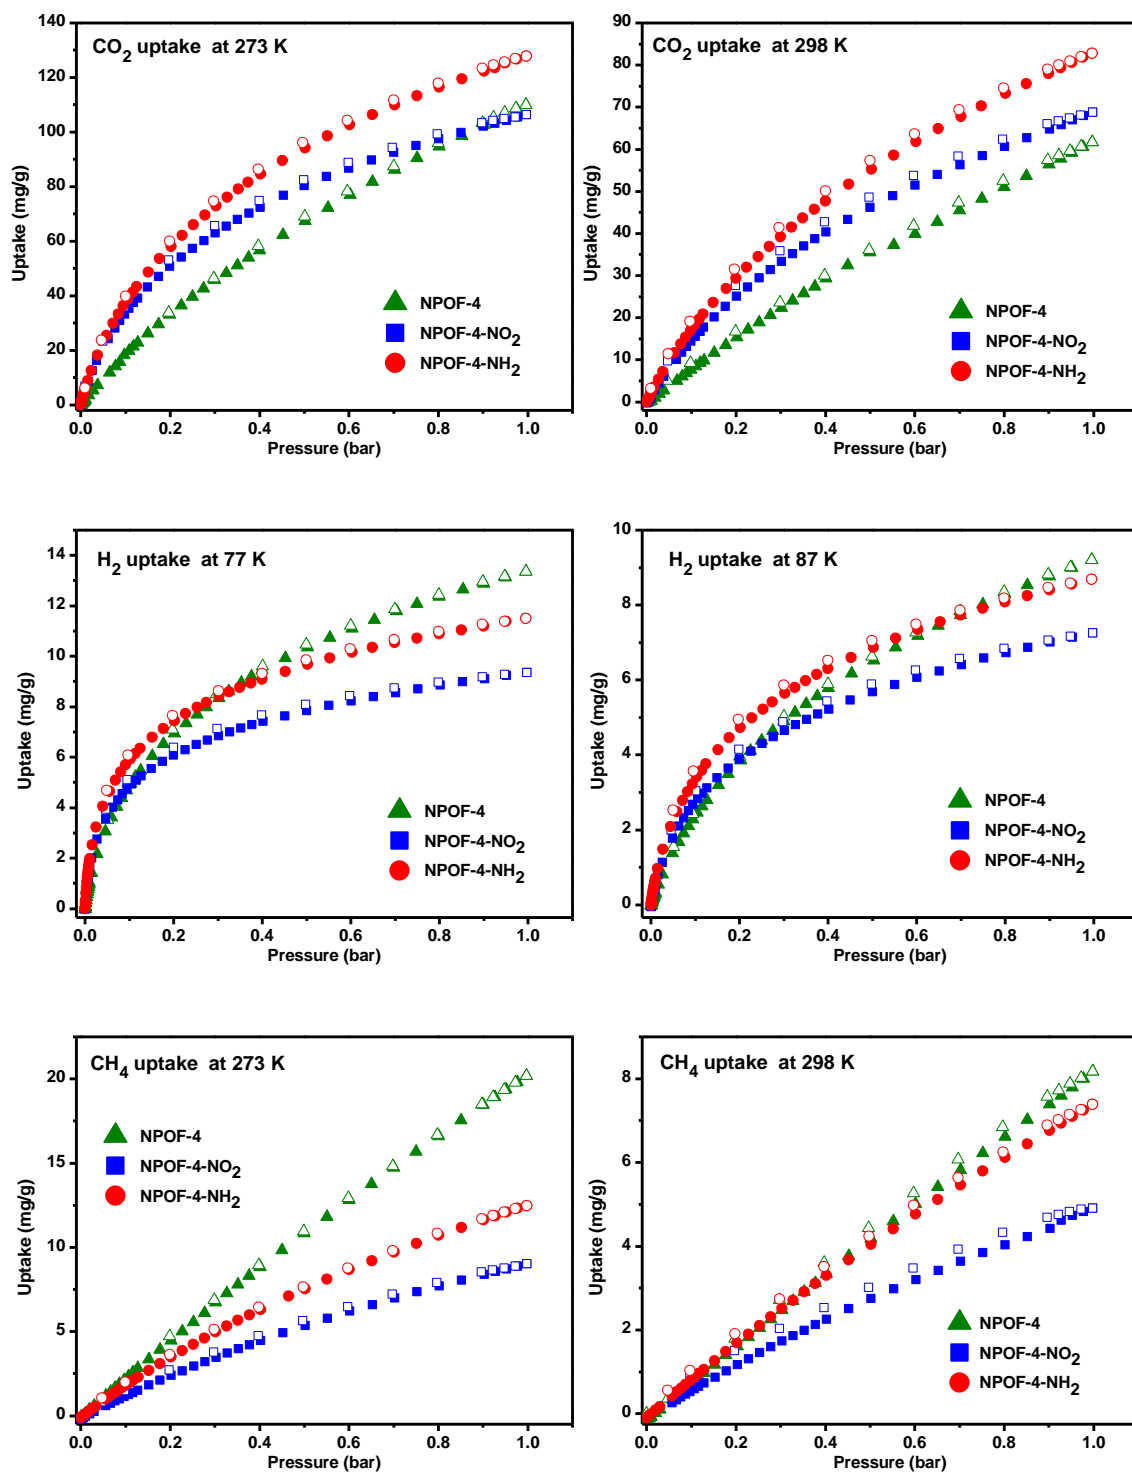 CO2 uptake at 273 K
Uptake (mg/g)
140
120
100
80
60
40
20
0
NPOF-4
NPOF-4-NO2
NPOF-4-NH2
0.0 0.2 0.4 0.6 0.8 1.0
Pressure (bar)
CO2 uptake at 298 K
Uptake (mg/g)
90
80
70
60
50
40
30
20
10
0
NPOF-4
NPOF-4-NO2
NPOF-4-NH2
0.0 0.2 0.4 0.6 0.8 1.0
Pressure (bar)
H2 uptake at 77 K
Uptake (mg/g)
14
12
10
8
6
4
2
0
NPOF-4
NPOF-4-NO2
NPOF-4-NH2
0.0 0.2 0.4 0.6 0.8 1.0
Pressure (bar)
H2 uptake at 87 K
Uptake (mg/g)
10
8
6
4
2
0
NPOF-4
NPOF-4-NO2
NPOF-4-NH2
0.0 0.2 0.4 0.6 0.8 1.0
Pressure (bar)
CH4 uptake at 273 K
Uptake (mg/g)
20
15
10
5
0
NPOF-4
NPOF-4-NO2
NPOF-4-NH2
0.0 0.2 0.4 0.6 0.8 1.0
Pressure (bar)
CH4 uptake at 298 K
Uptake (mg/g)
8
6
4
2
0
NPOF-4
NPOF-4-NO2
NPOF-4-NH2
0.0 0.2 0.4 0.6 0.8 1.0
Pressure (bar)